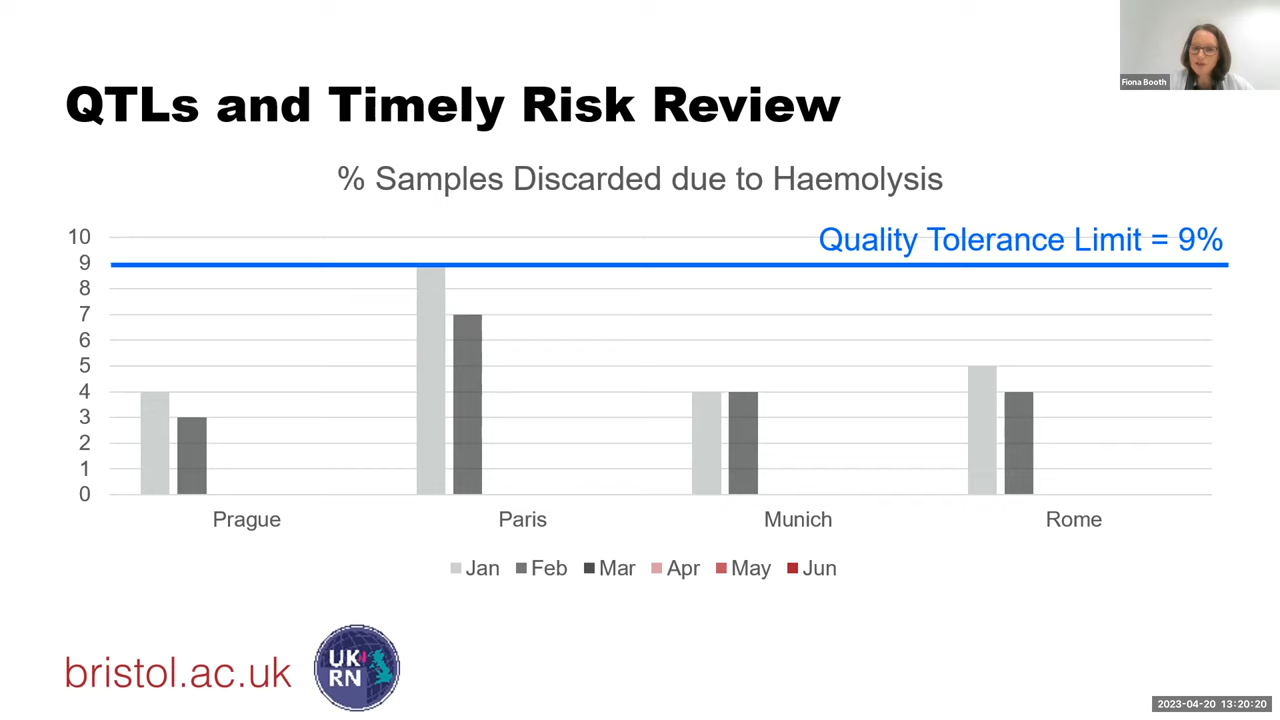 Fiona Booth
QTLs and Timely Risk Review
% Samples Discarded due to Haemolysis
Quality Tolerance Limit = 9%
10
9
8
7
6
5
4
3
2
1
0
Prague Paris Munich Rome
Jan Feb Mar Apr May Jun
bristol.ac.uk
UK
RN
2023-04-20 13:20:20